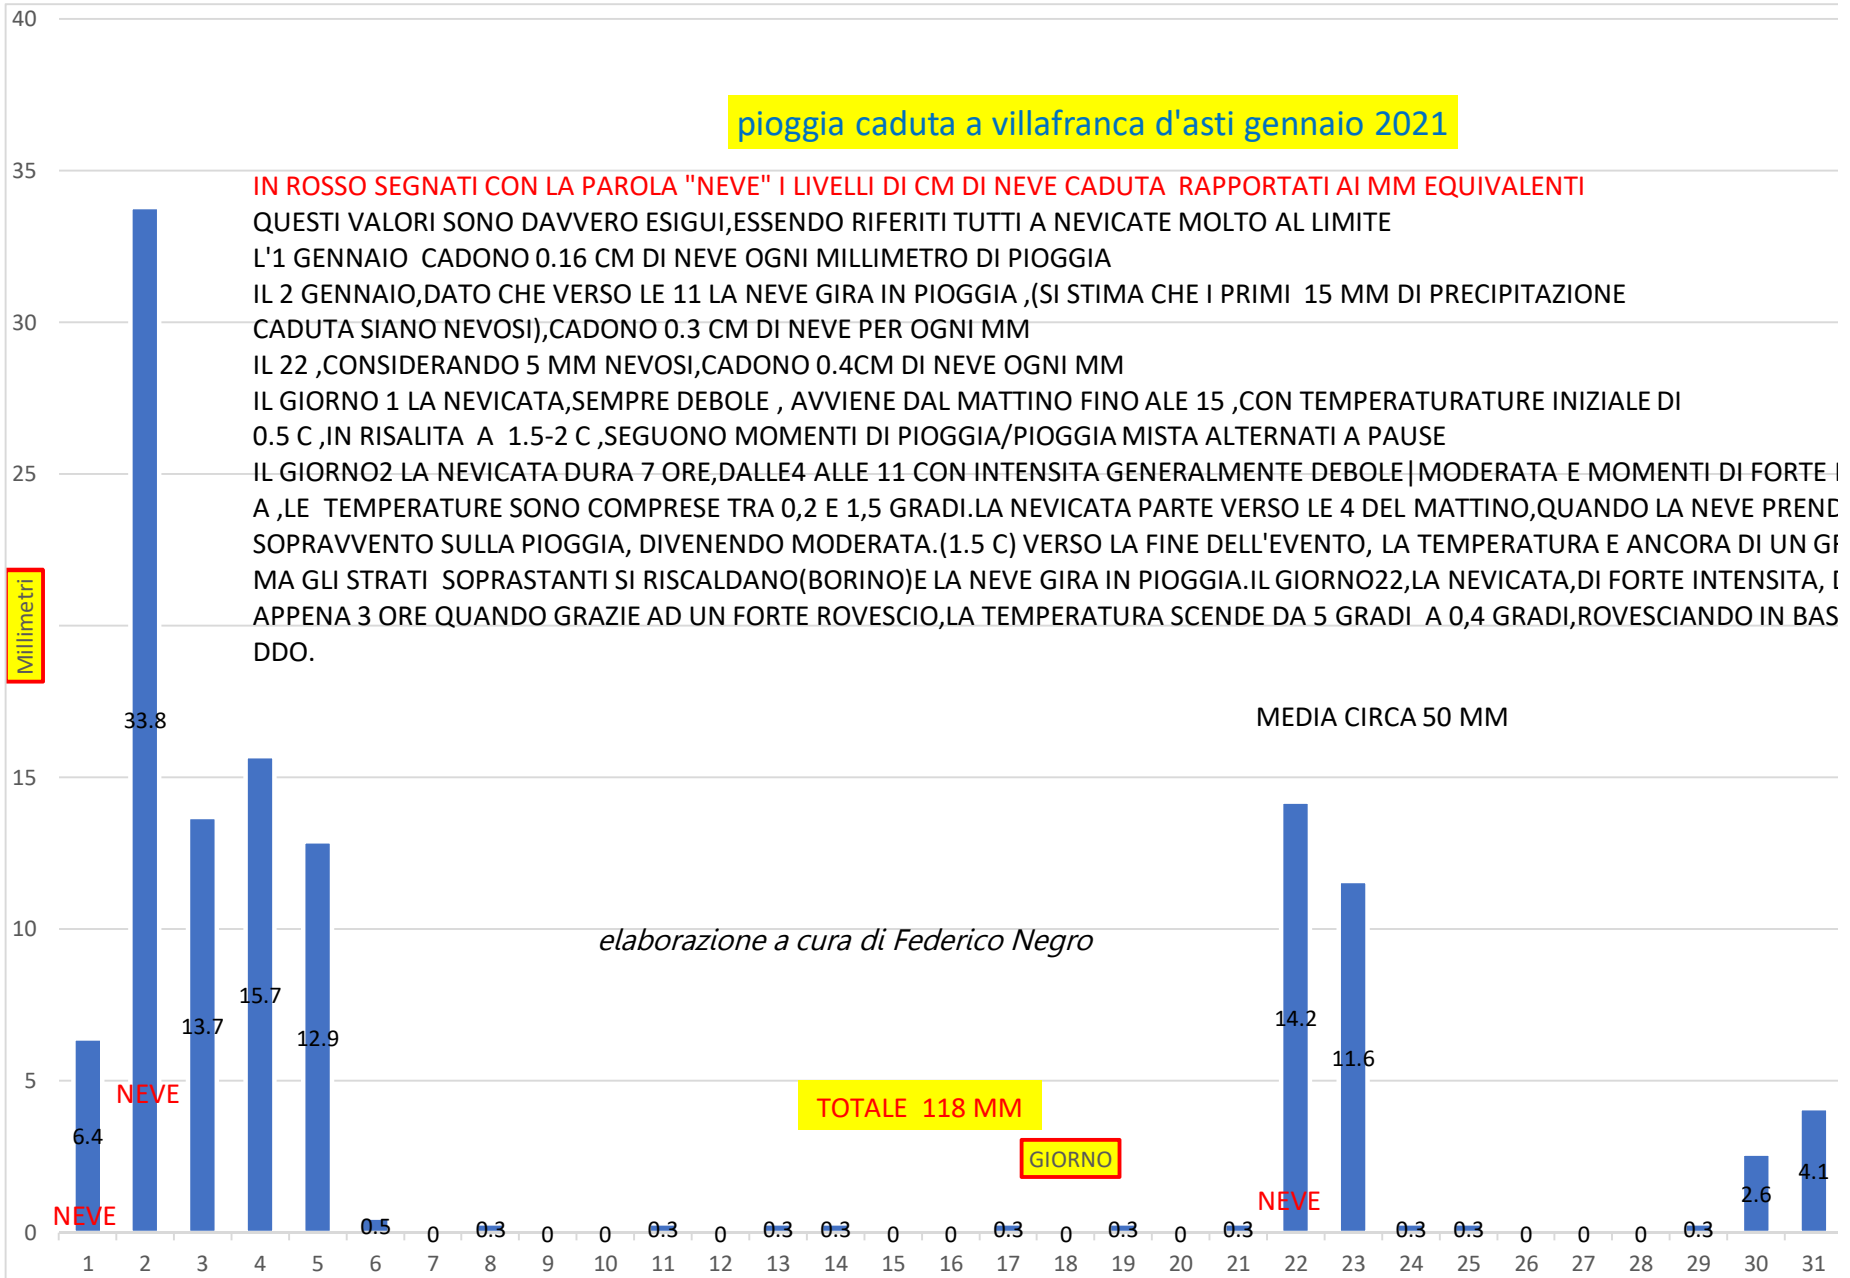 40
pioggia caduta a villafranca d'asti gennaio 2021
35
IN ROSSO SEGNATI CON LA PAROLA "NEVE" I LIVELLI DI CM DI NEVE CADUTA RAPPORTATI AI MM EQUIVALENTI
QUESTI VALORI SONO DAVVERO ESIGUI,ESSENDO RIFERITI TUTTI A NEVICATE MOLTO AL LIMITE
L'1 GENNAIO CADONO 0.16 CM DI NEVE OGNI MILLIMETRO DI PIOGGIA
IL 2 GENNAIO,DATO CHE VERSO LE 11 LA NEVE GIRA IN PIOGGIA ,(SI STIMA CHE I PRIMI 15 MM DI PRECIPITAZIONE
30
CADUTA SIANO NEVOSI),CADONO 0.3 CM DI NEVE PER OGNI MM
IL 22 ,CONSIDERANDO 5 MM NEVOSI,CADONO 0.4CM DI NEVE OGNI MM
IL GIORNO 1 LA NEVICATA,SEMPRE DEBOLE , AVVIENE DAL MATTINO FINO ALE 15 ,CON TEMPERATURATURE INIZIALE DI
0.5 C ,IN RISALITA A 1.5-2 C ,SEGUONO MOMENTI DI PIOGGIA/PIOGGIA MISTA ALTERNATI A PAUSE
25
IL GIORNO2 LA NEVICATA DURA 7 ORE,DALLE4 ALLE 11 CON INTENSITA GENERALMENTE DEBOLE|MODERATA E MOMENTI DI FORTE
A ,LE TEMPERATURE SONO COMPRESE TRA 0,2 E 1,5 GRADI.LA NEVICATA PARTE VERSO LE 4 DEL MATTINO,QUANDO LA NEVE PREND
SOPRAVVENTO SULLA PIOGGIA, DIVENENDO MODERATA.(1.5 C) VERSO LA FINE DELL'EVENTO, LA TEMPERATURA E ANCORA DI UN
MA GLI STRATI SOPRASTANTI SI RISCALDANO(BORINO)E LA NEVE GIRA IN PIOGGIA.IL GIORNO22,LA NEVICATA,DI FORTE INTENSITA,
APPENA 3 ORE QUANDO GRAZIE AD UN FORTE ROVESCIO,LA TEMPERATURA SCENDE DA 5 GRADI A 0,4 GRADI,ROVESCIANDO IN BAS
DDO.
Millimetri
MEDIA CIRCA 50 MM
15
10
elaborazione a cura di Federico Negro
5
TOTALE 118 MM
GIORNO
NEVE
NEVE
NEVE
0
6.4 33.8 13.7 15.7 12.9 0.5 0 0.3 0 0 0.3 0 0.3 0.3 0 0 0.3 0 0.3 0 0.3 14.2 11.6 0.3 0.3 0 0 0 0.3 2.6 4.1
1 2 3 4 5 6 7 8 9 10 11 12 13 14 15 16 17 18 19 20 21 22 23 24 25 26 27 28 29 30 31